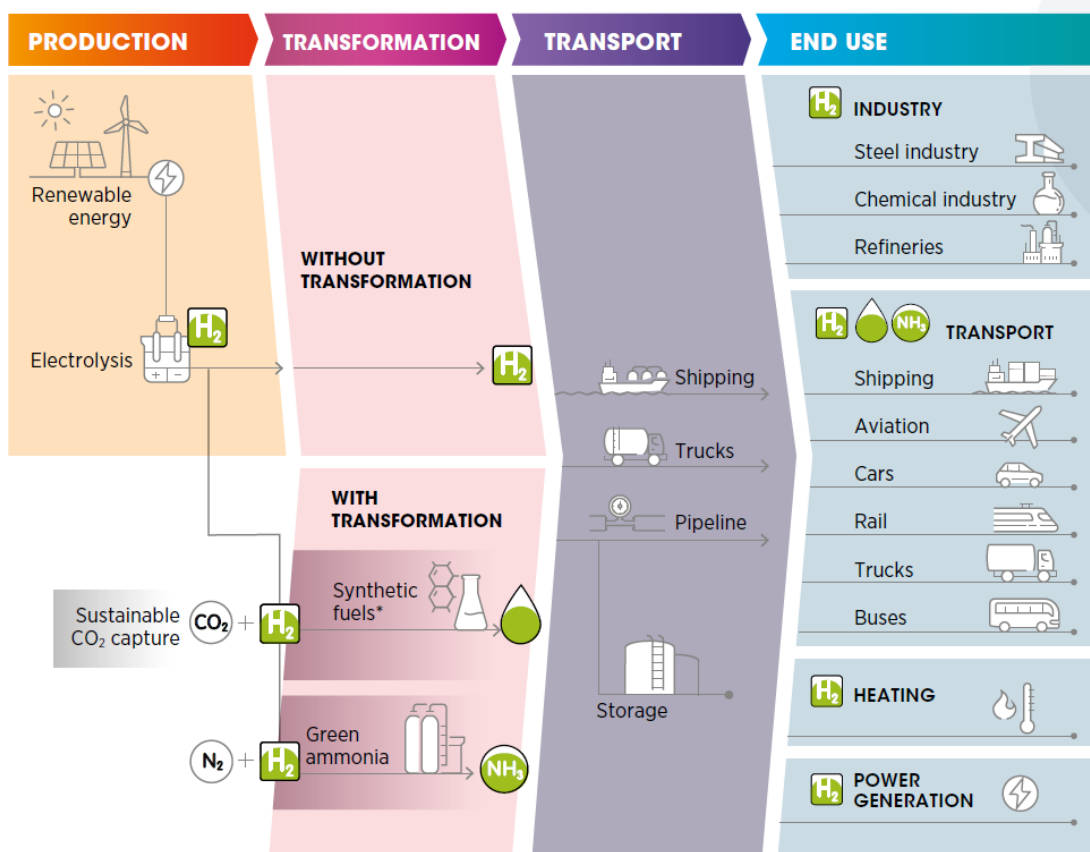 PRODUCTION
TRANSFORMATION
TRANSPORT
END USE
Renewable
energy
Electrolysis
H₂
WITHOUT
TRANSFORMATION
H₂
WITH
TRANSFORMATION
Sustainable
CO₂ capture
CO₂ + H₂
Synthetic
fuels*
N₂ + H₂
Green
ammonia
NH₃
Shipping
Trucks
Pipeline
Storage
H₂ INDUSTRY
Steel industry
Chemical industry
Refineries
H₂ NH₃ TRANSPORT
Shipping
Aviation
Cars
Rail
Trucks
Buses
H₂ HEATING
H₂ POWER
GENERATION